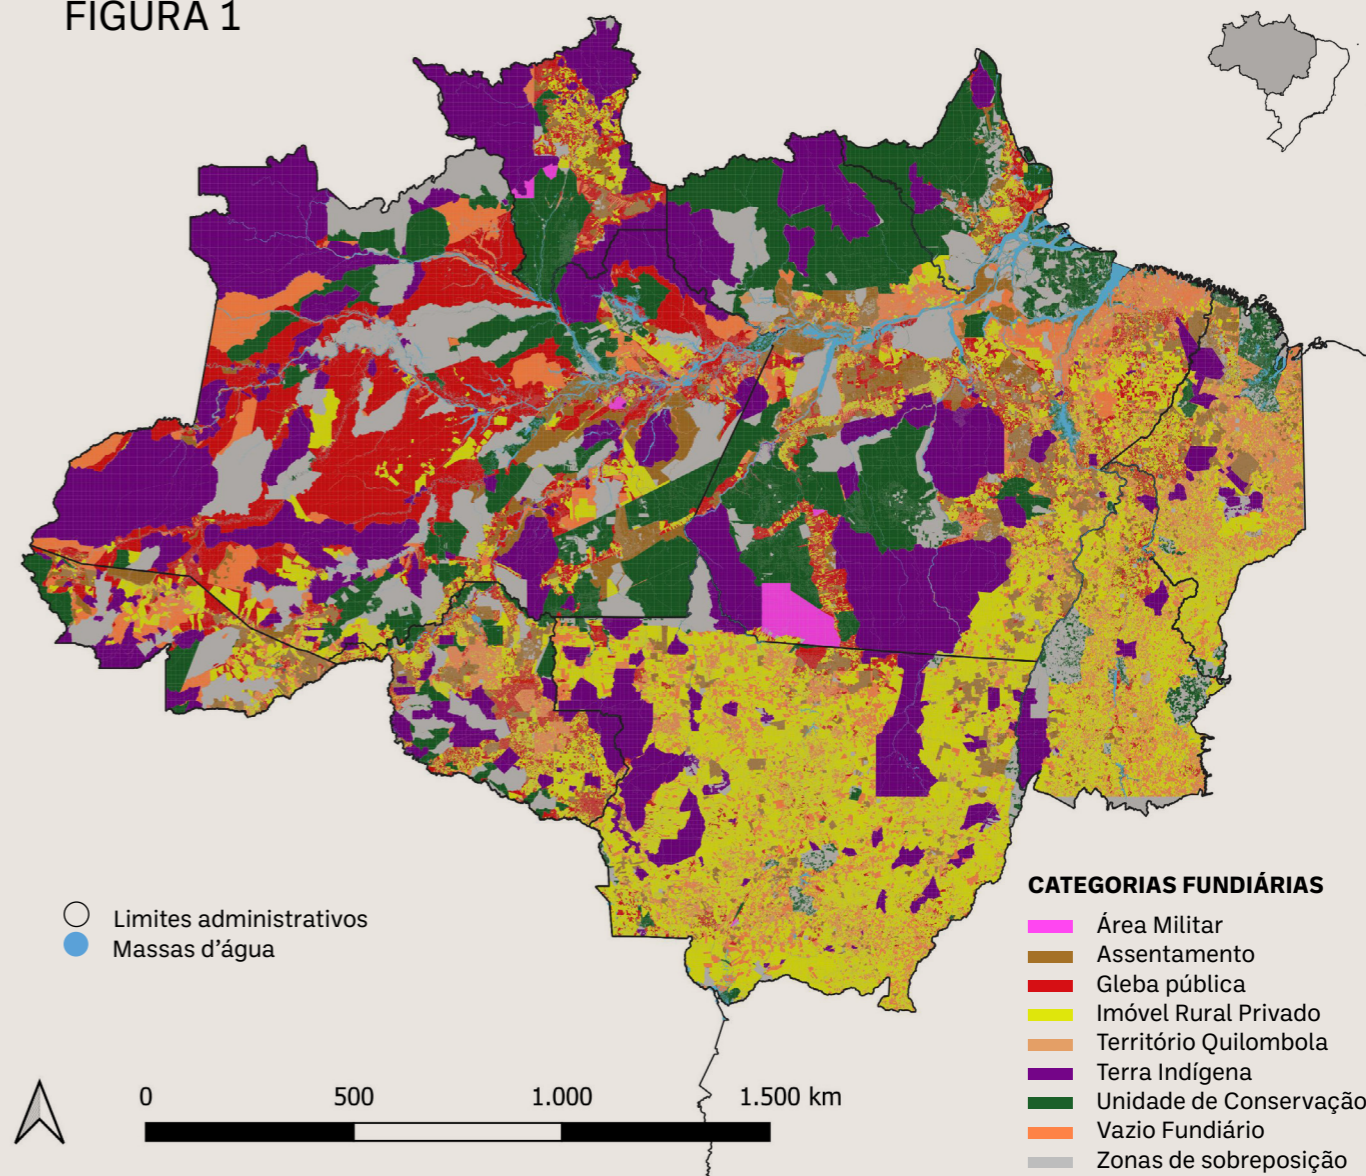 FIGURA 1
Limites administrativos
Massas d’água
0 500 1.000 1.500 km
CATEGORIAS FUNDIÁRIAS
Área Militar
Assentamento
Gleba pública
Imóvel Rural Privado
Território Quilombola
Terra Indígena
Unidade de Conservação
Vazio Fundiário
Zonas de sobreposição